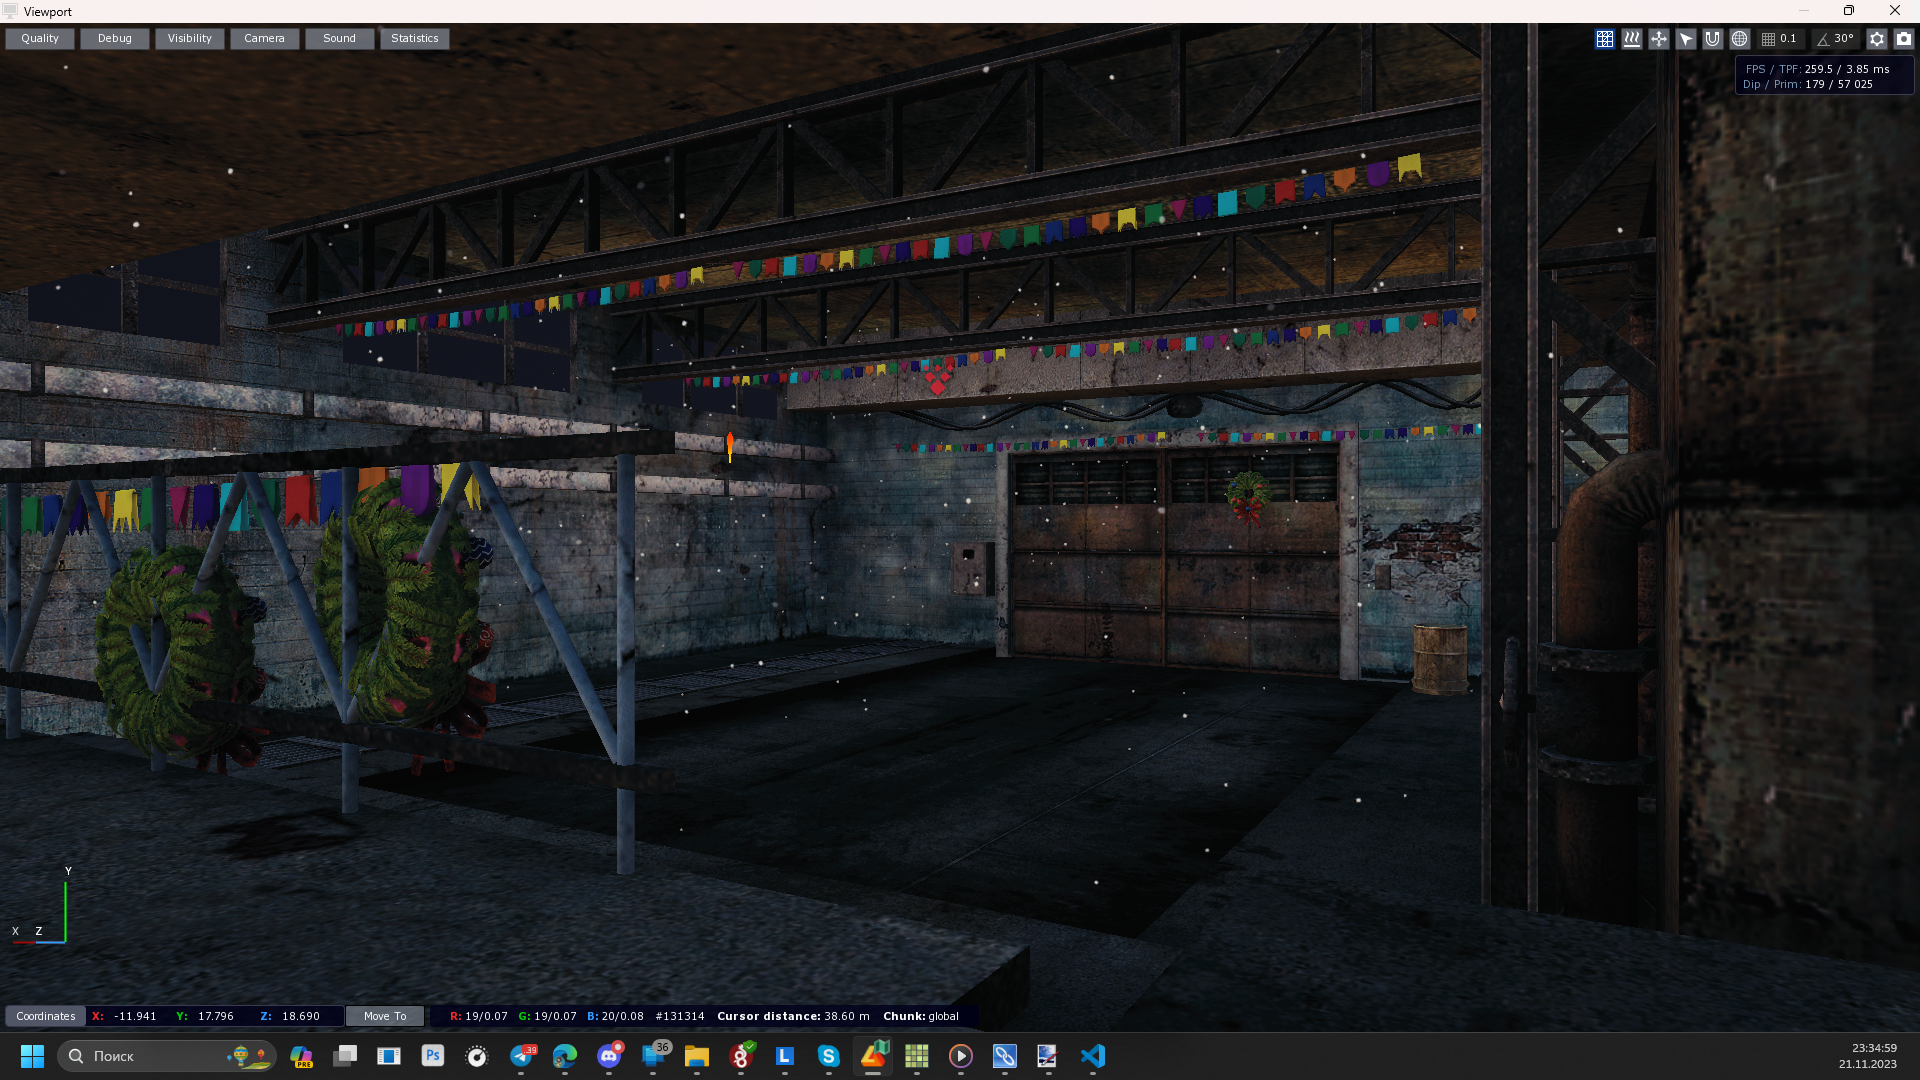 Viewport
Quality Debug Visibility Camera Sound Statistics
0.1 30°
FPS / TPF: 259.5 / 3.85 ms
Dip / Prim: 179 / 57 025
Y
X Z
Coordinates X: -11.941 Y: 17.796 Z: 18.690 Move To R: 19/0.07 G: 19/0.07 B: 20/0.08 #131314 Cursor distance: 38.60 m Chunk: global
Поиск
PRE
Ps
39
36
L
S
23:34:59
21.11.2023